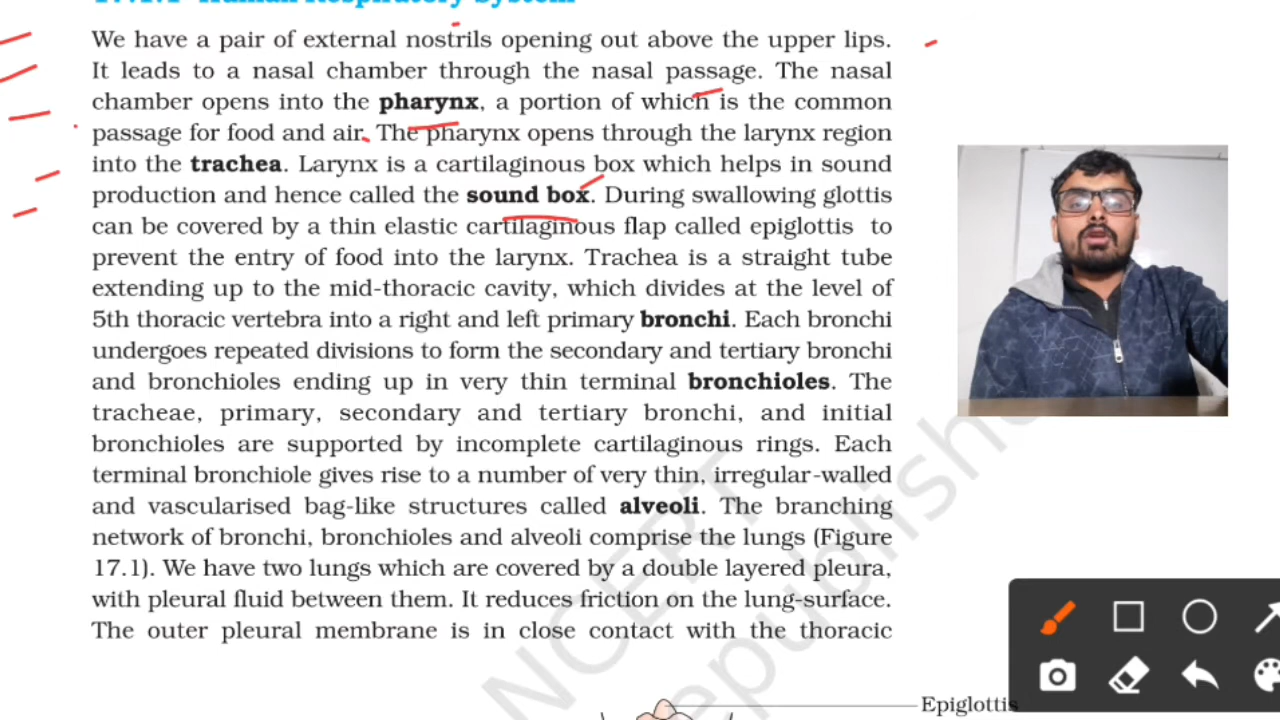 17.1.1 Human Respiratory System
We have a pair of external nostrils opening out above the upper lips.
It leads to a nasal chamber through the nasal passage. The nasal
chamber opens into the pharynx, a portion of which is the common
passage for food and air. The pharynx opens through the larynx region
into the trachea. Larynx is a cartilaginous box which helps in sound
production and hence called the sound box. During swallowing glottis
can be covered by a thin elastic cartilaginous flap called epiglottis to
prevent the entry of food into the larynx. Trachea is a straight tube
extending up to the mid-thoracic cavity, which divides at the level of
5th thoracic vertebra into a right and left primary bronchi. Each bronchi
undergoes repeated divisions to form the secondary and tertiary bronchi
and bronchioles ending up in very thin terminal bronchioles. The
tracheae, primary, secondary and tertiary bronchi, and initial
bronchioles are supported by incomplete cartilaginous rings. Each
terminal bronchiole gives rise to a number of very thin, irregular-walled
and vascularised bag-like structures called alveoli. The branching
network of bronchi, bronchioles and alveoli comprise the lungs (Figure
17.1). We have two lungs which are covered by a double layered pleura,
with pleural fluid between them. It reduces friction on the lung-surface.
The outer pleural membrane is in close contact with the thoracic
Epiglottis
NCERT
republishe